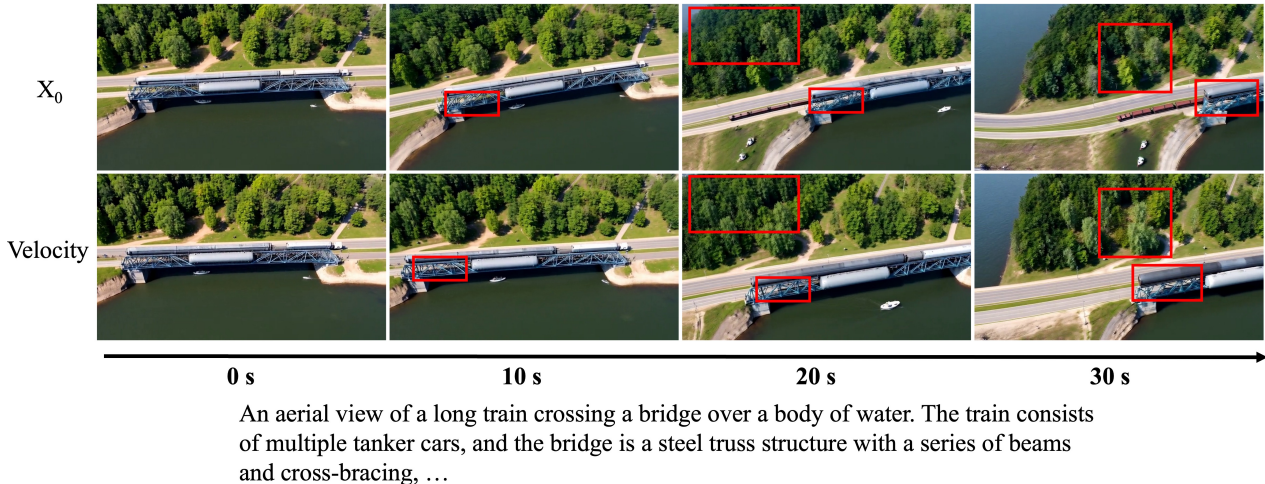 X₀
Velocity
0 s
10 s
20 s
30 s
An aerial view of a long train crossing a bridge over a body of water. The train consists
of multiple tanker cars, and the bridge is a steel truss structure with a series of beams
and cross-bracing, …